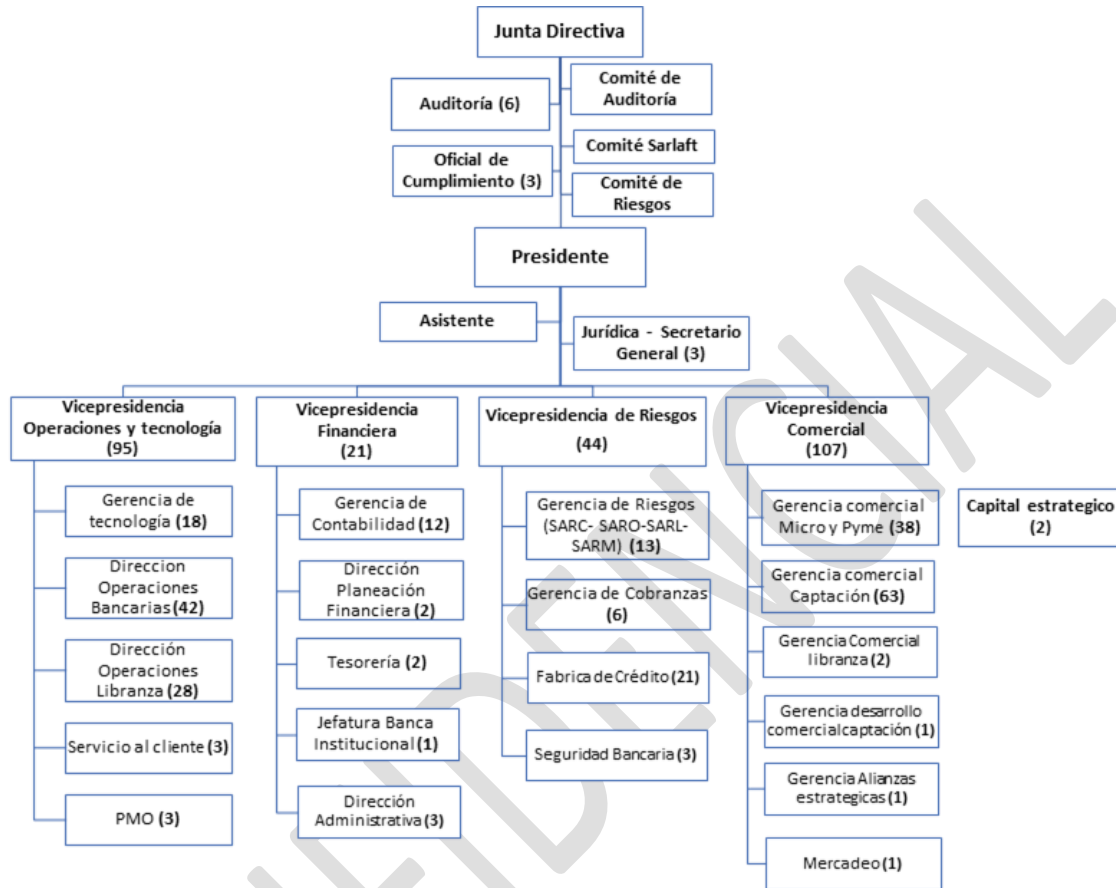 Junta Directiva
Auditoría (6)
Comité de
Auditoría
Comité Sarlaft
Oficial de
Cumplimiento (3)
Comité de
Riesgos
Presidente
Asistente
Jurídica - Secretario
General (3)
Vicepresidencia
Operaciones y tecnología
(95)
Gerencia de
tecnología (18)
Direccion
Operaciones
Bancarias (42)
Dirección
Operaciones
Libranza (28)
Servicio al cliente (3)
PMO (3)
Vicepresidencia
Financiera
(21)
Gerencia de
Contabilidad (12)
Dirección
Planeación
Financiera (2)
Tesorería (2)
Jefatura Banca
Institucional (1)
Dirección
Administrativa (3)
Vicepresidencia de Riesgos
(44)
Gerencia de Riesgos
(SARC- SARO-SARL-
SARM) (13)
Gerencia de Cobranzas
(6)
Fabrica de Crédito (21)
Seguridad Bancaria (3)
Vicepresidencia
Comercial
(107)
Gerencia comercial
Micro y Pyme (38)
Gerencia comercial
Captación (63)
Gerencia Comercial
libranza (2)
Gerencia desarrollo
comercial captación (1)
Gerencia Alianzas
estrategicas (1)
Mercadeo (1)
Capital estrategico
(2)
FIDENCIAL